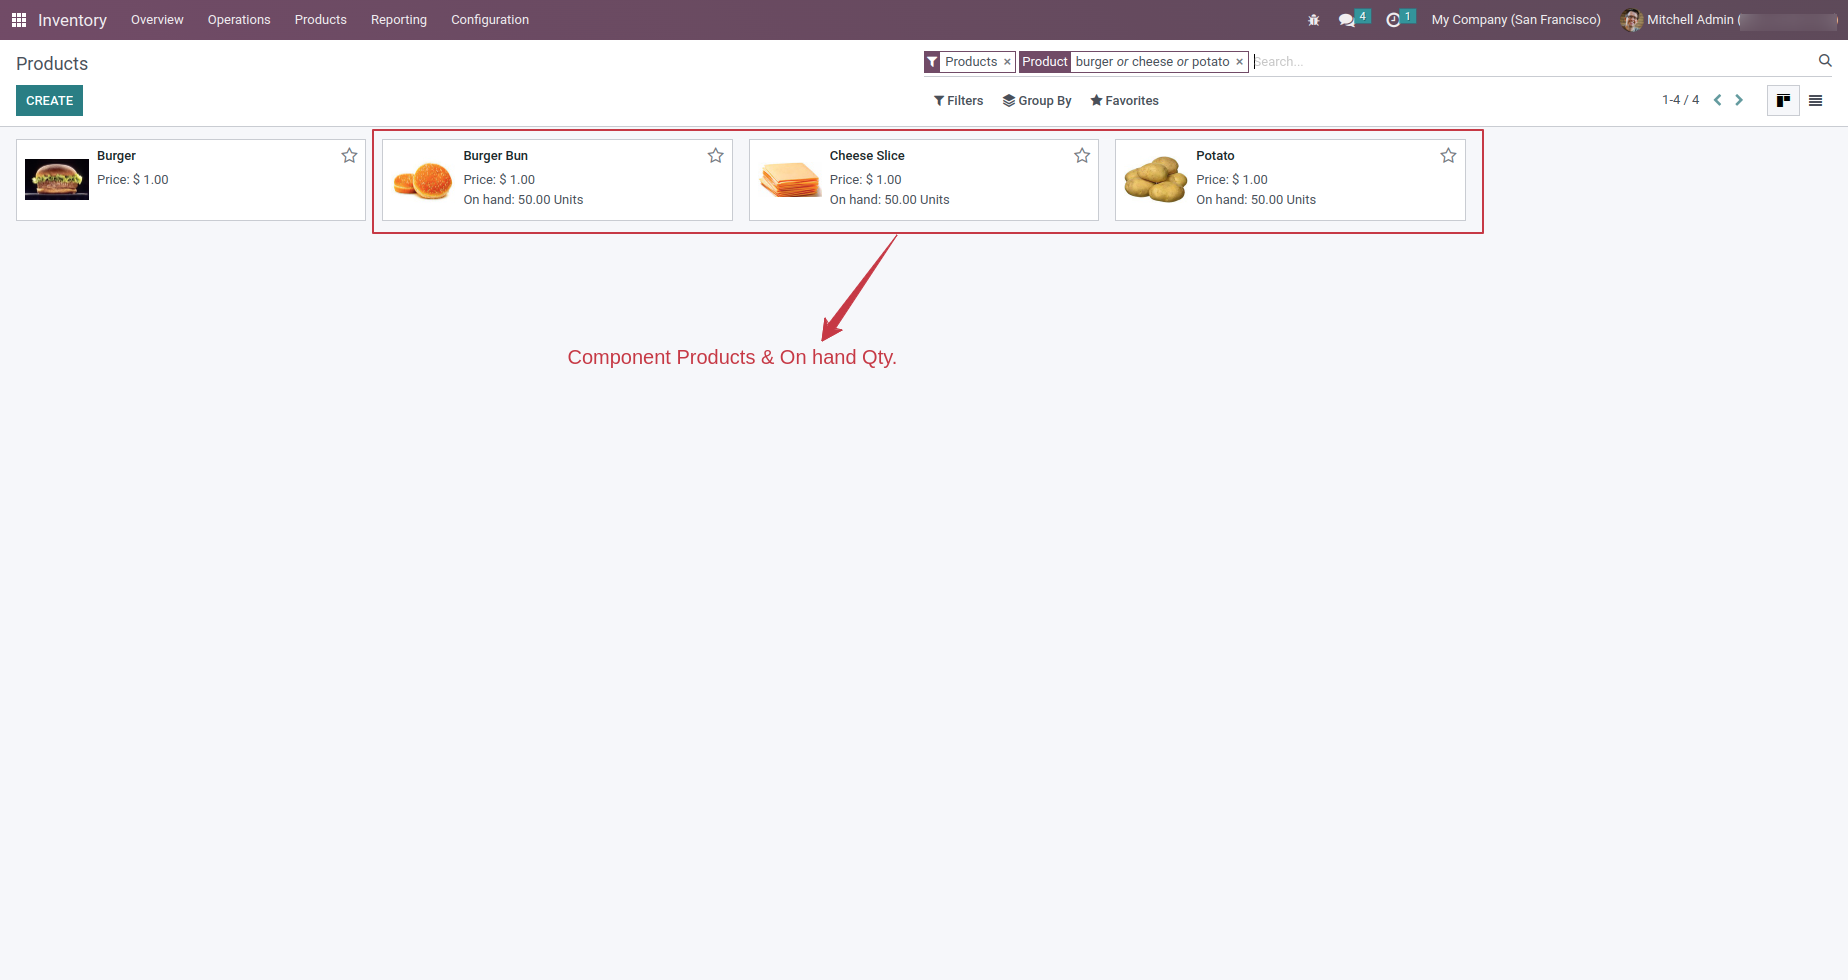 Inventory Overview Operations Products Reporting Configuration 4 1 My Company (San Francisco) Mitchell Admin (
Products
Products × Product burger or cheese or potato × Search...
CREATE
Filters Group By Favorites 1-4 / 4
Burger
Price: $ 1.00
Burger Bun
Price: $ 1.00
On hand: 50.00 Units
Cheese Slice
Price: $ 1.00
On hand: 50.00 Units
Potato
Price: $ 1.00
On hand: 50.00 Units
Component Products & On hand Qty.